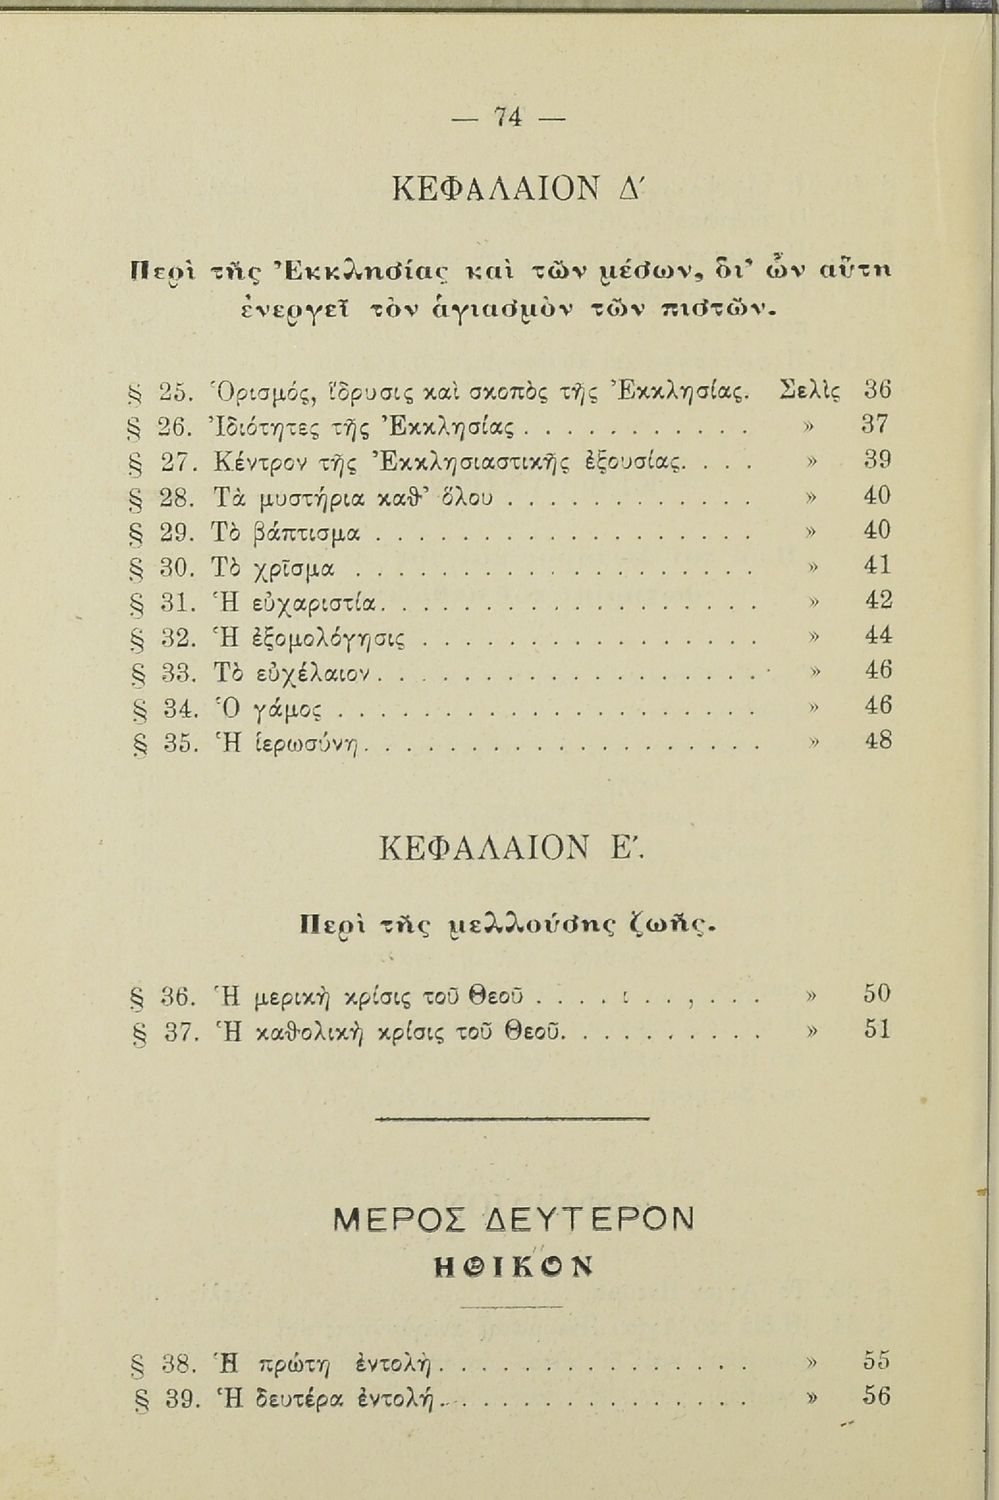 — 74 —
ΚΕΦΑΛΑΙΟΝ Δ΄
Περὶ τῆς Ἐκκλησίας καὶ τῶν μέσων, δι’ ὧν αὕτη
ἐνεργεῖ τὸν ἁγιασμὸν τῶν πιστῶν.
§ 25. Ὁρισμός, ἵδρυσις καὶ σκοπὸς τῆς Ἐκκλησίας. Σελὶς 36
§ 26. Ἰδιότητες τῆς Ἐκκλησίας . . . . . . . . . . . » 37
§ 27. Κέντρον τῆς Ἐκκλησιαστικῆς ἐξουσίας. . . . » 39
§ 28. Τὰ μυστήρια καθ’ ὅλου . . . . . . . . . . . . » 40
§ 29. Τὸ βάπτισμα . . . . . . . . . . . . . . . . . . » 40
§ 30. Τὸ χρῖσμα . . . . . . . . . . . . . . . . . . . » 41
§ 31. Ἡ εὐχαριστία. . . . . . . . . . . . . . . . . . » 42
§ 32. Ἡ ἐξομολόγησις . . . . . . . . . . . . . . . . » 44
§ 33. Τὸ εὐχέλαιον . . . . . . . . . . . . . . . . . . » 46
§ 34. Ὁ γάμος . . . . . . . . . . . . . . . . . . . . » 46
§ 35. Ἡ ἱερωσύνη . . . . . . . . . . . . . . . . . . . » 48
ΚΕΦΑΛΑΙΟΝ Ε΄.
Περὶ τῆς μελλούσης ζωῆς.
§ 36. Ἡ μερικὴ κρίσις τοῦ Θεοῦ . . . . . . . . . . . » 50
§ 37. Ἡ καθολικὴ κρίσις τοῦ Θεοῦ. . . . . . . . . . » 51
ΜΕΡΟΣ ΔΕΥΤΕΡΟΝ
ΗΘΙΚΟΝ
§ 38. Ἡ πρώτη ἐντολὴ . . . . . . . . . . . . . . . » 55
§ 39. Ἡ δευτέρα ἐντολή . . . . . . . . . . . . . . . » 56